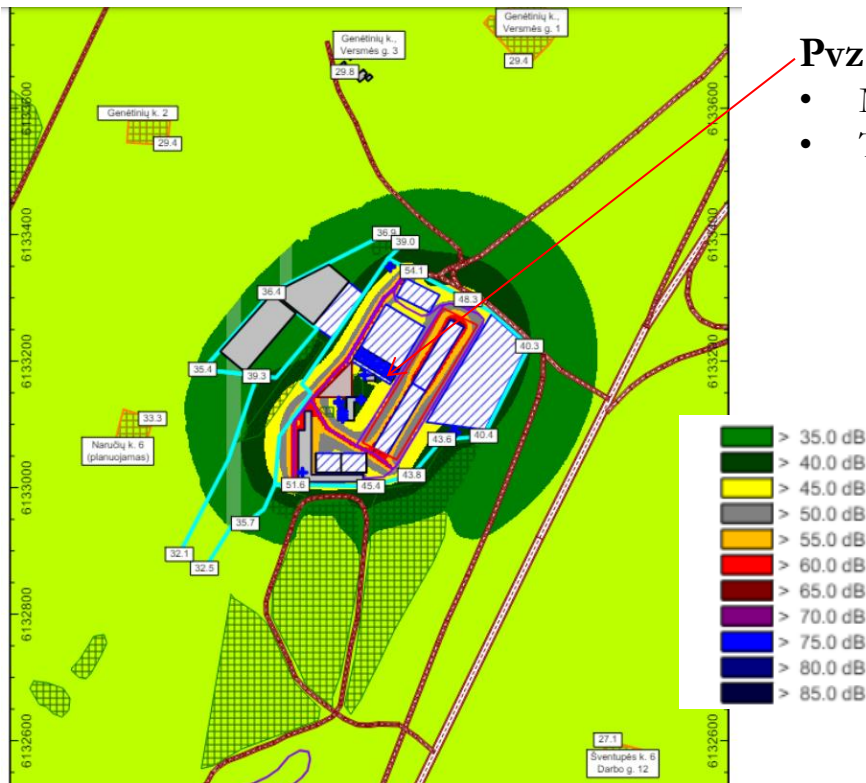 Genėtinių k.,
Versmės g. 1
29.4
Genėtinių k.,
Versmės g. 3
29.8
Pvz
•
•
Genėtinių k. 2
29.4
6133600
6133600
6133400
6133400
36.9
39.0
54.1
36.4
48.3
40.3
6133200
6133200
35.4
39.3
33.3
Naručių k. 6
(planuojamas)
43.6
40.4
43.8
51.6
45.4
6133000
35.7
32.1
32.5
> 35.0 dB
> 40.0 dB
> 45.0 dB
> 50.0 dB
> 55.0 dB
> 60.0 dB
> 65.0 dB
> 70.0 dB
> 75.0 dB
> 80.0 dB
> 85.0 dB
6132800
6132600
6132600
27.1
Šventupės k. 6
Darbo g. 12